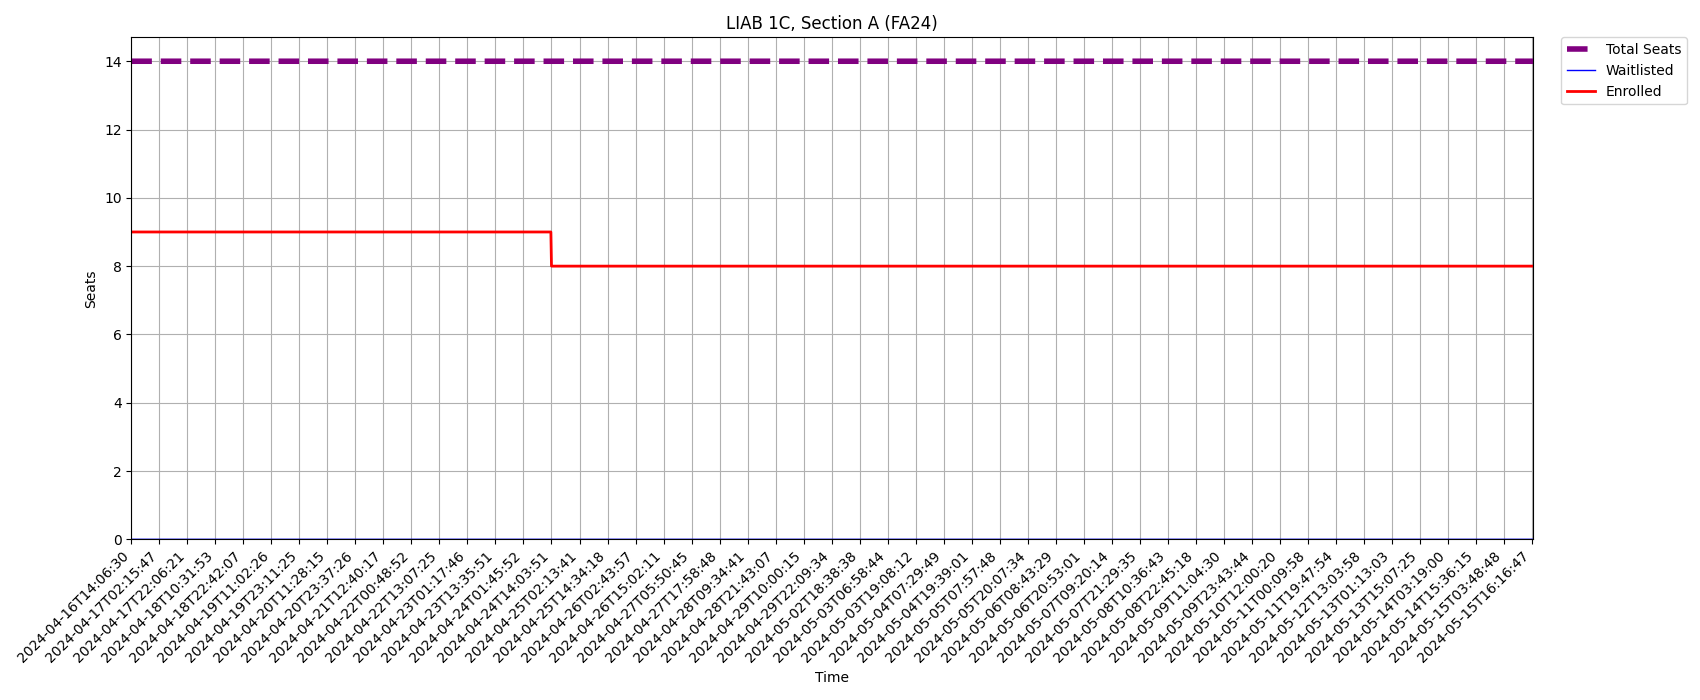 LIAB 1C, Section A (FA24)
Total Seats
Waitlisted
Enrolled
14
12
10
8
6
4
2
0
Seats
2024-04-16T14:06:30
2024-04-17T02:15:47
2024-04-17T22:06:21
2024-04-18T10:31:53
2024-04-18T22:42:07
2024-04-19T11:02:26
2024-04-19T23:11:25
2024-04-20T11:28:15
2024-04-20T23:37:26
2024-04-21T12:40:17
2024-04-22T00:48:52
2024-04-22T13:07:25
2024-04-23T01:17:46
2024-04-23T13:35:51
2024-04-24T01:45:52
2024-04-24T14:03:51
2024-04-25T02:13:41
2024-04-25T14:34:18
2024-04-26T02:43:57
2024-04-26T15:02:11
2024-04-27T05:50:45
2024-04-27T17:58:48
2024-04-28T09:34:41
2024-04-28T21:43:07
2024-04-29T10:00:15
2024-04-29T22:09:34
2024-05-02T18:38:38
2024-05-03T06:58:44
2024-05-03T19:08:12
2024-05-04T07:29:49
2024-05-04T19:39:01
2024-05-05T07:57:48
2024-05-05T20:07:34
2024-05-06T08:43:29
2024-05-06T20:53:01
2024-05-07T09:20:14
2024-05-07T21:29:35
2024-05-08T10:36:43
2024-05-08T22:45:18
2024-05-09T11:04:30
2024-05-09T23:43:44
2024-05-10T12:00:20
2024-05-11T00:09:58
2024-05-11T19:47:54
2024-05-12T13:03:58
2024-05-13T01:13:03
2024-05-13T15:07:25
2024-05-14T03:19:00
2024-05-14T15:36:15
2024-05-15T03:48:48
2024-05-15T16:16:47
Time